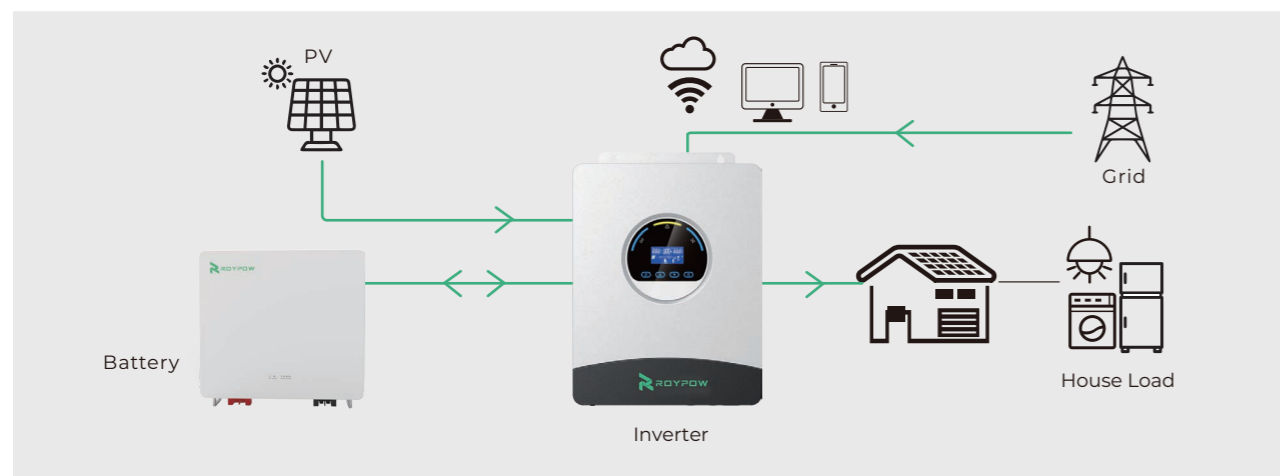 PV
Grid
ROYPOW
Battery
ROYPOW
House Load
Inverter